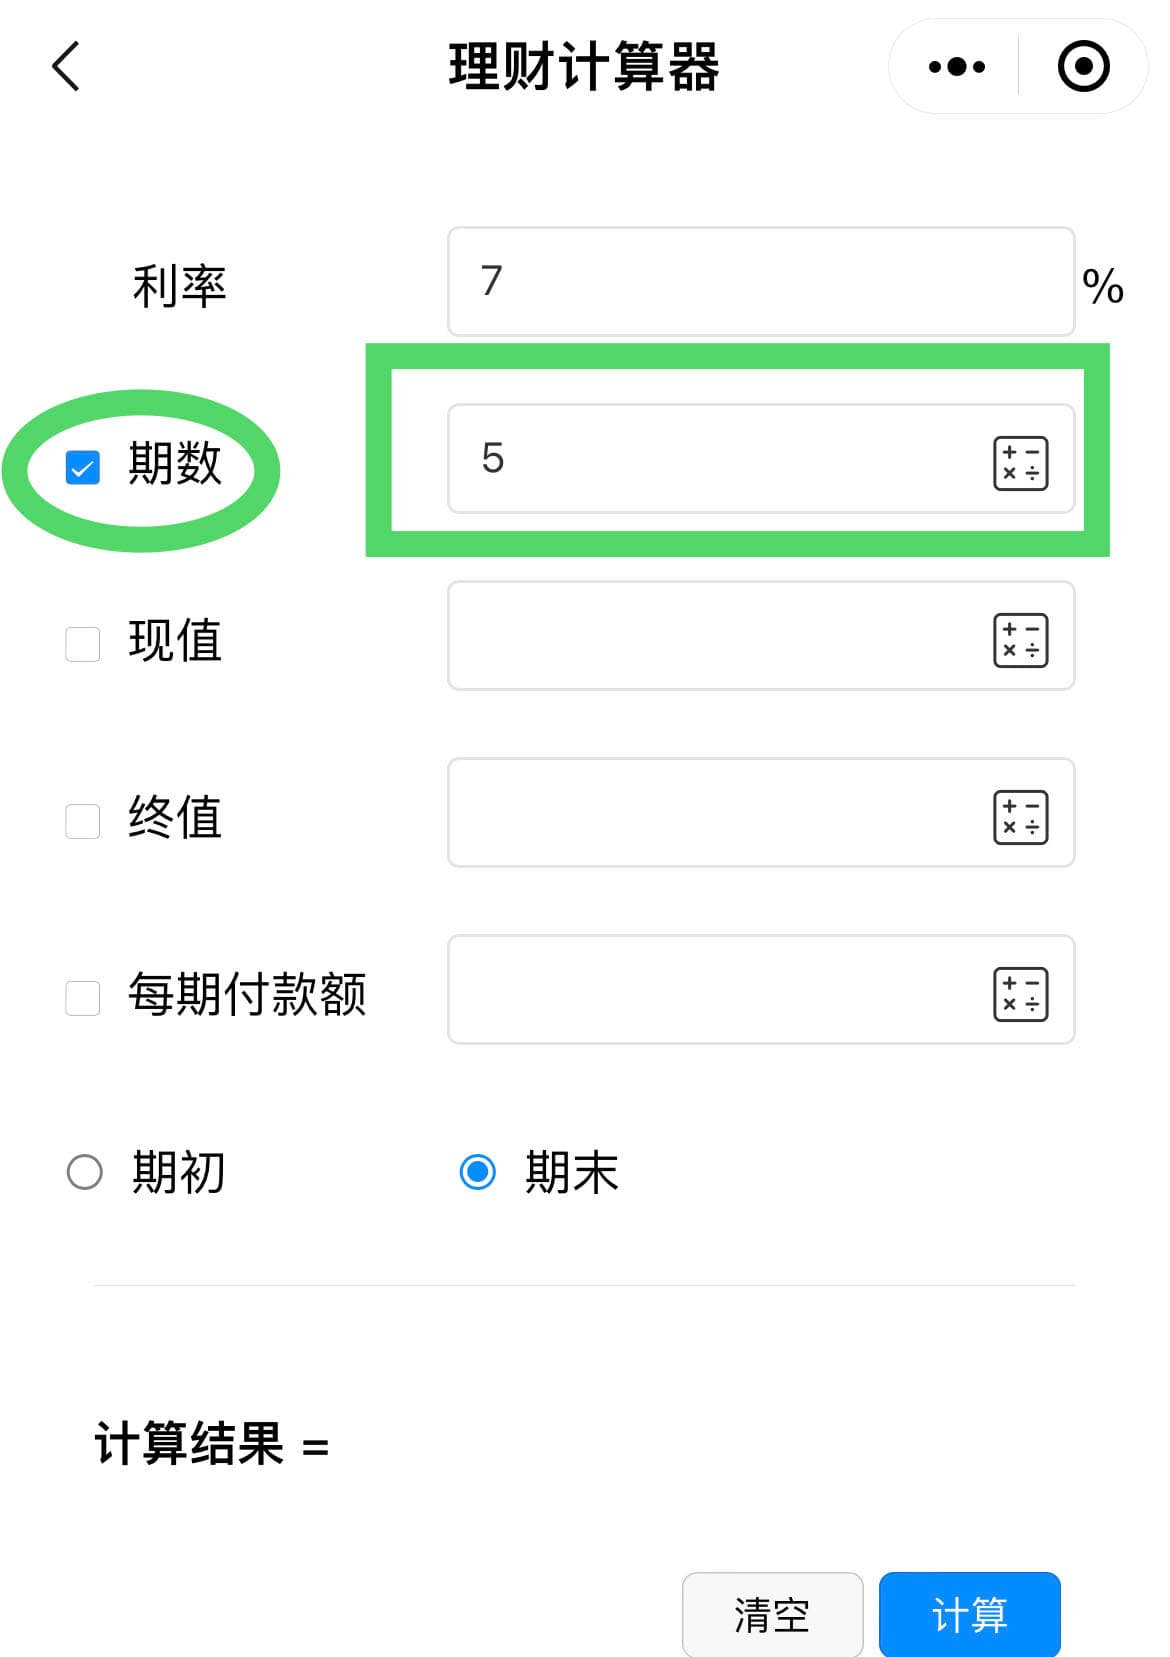 理财计算器
利率 7 %
期数 5
现值
终值
每期付款额
期初 期末
计算结果 =
清空 计算